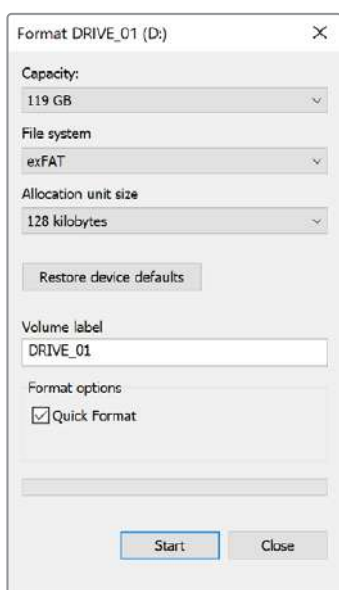 Format DRIVE_01 (D:)
Capacity:
119 GB
File system
exFAT
Allocation unit size
128 kilobytes
Restore device defaults
Volume label
DRIVE_01
Format options
Quick Format
Start Close